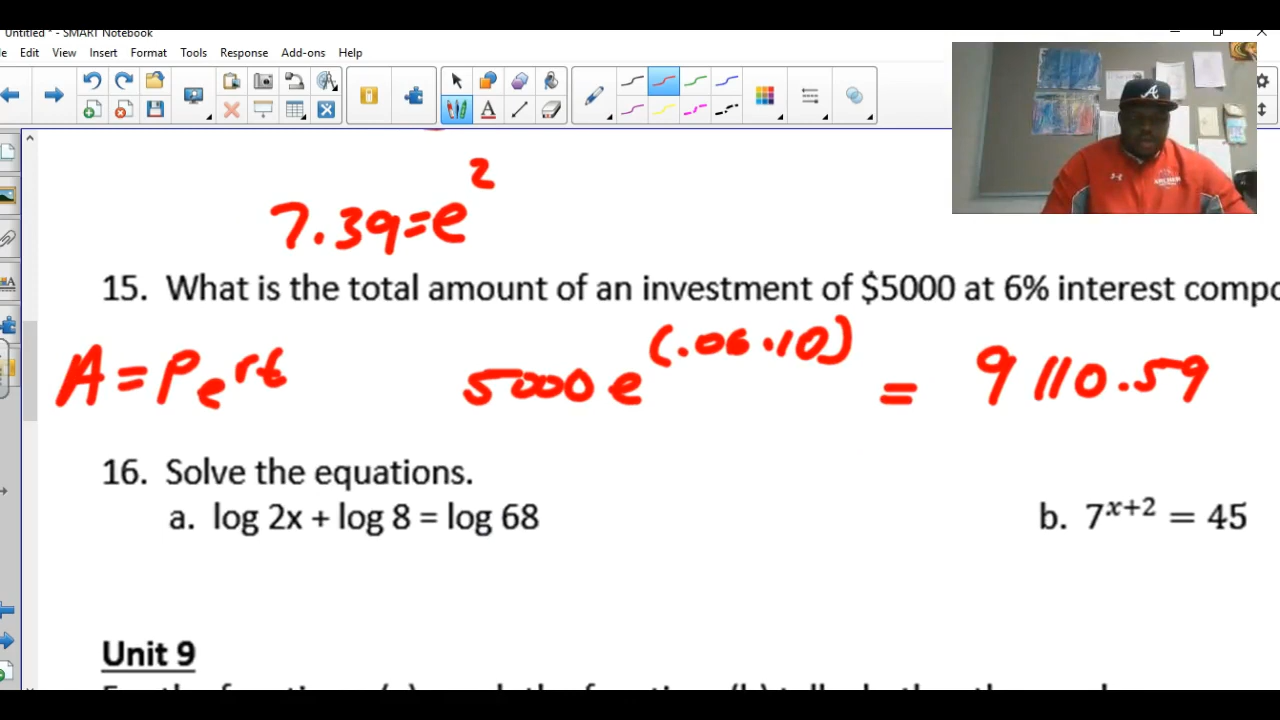 Untitled * - SMART Notebook
Edit View Insert Format Tools Response Add-ons Help
7.39=e^2
15. What is the total amount of an investment of $5000 at 6% interest compo
A = Pe^rt 5000e^(.06·10) = 9110.59
16. Solve the equations.
a. log 2x + log 8 = log 68 b. 7^x+2 = 45
Unit 9